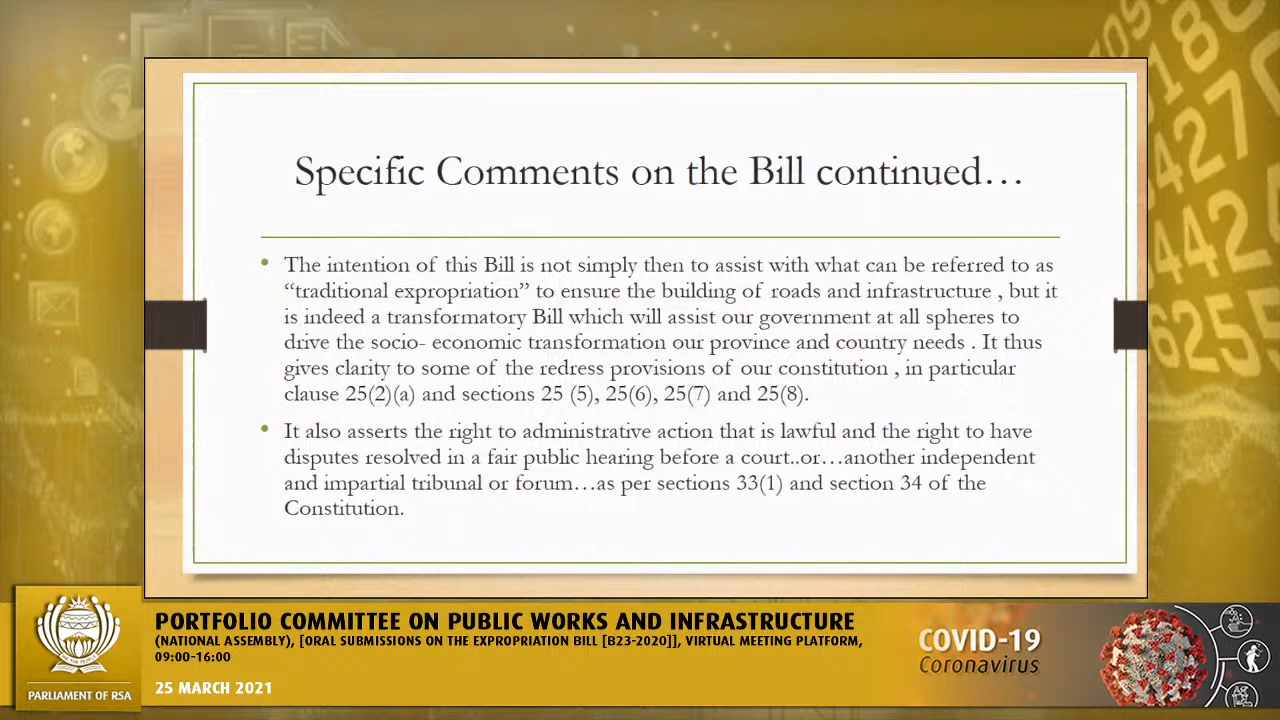 Specific Comments on the Bill continued…
• The intention of this Bill is not simply then to assist with what can be referred to as
“traditional expropriation” to ensure the building of roads and infrastructure , but it
is indeed a transformatory Bill which will assist our government at all spheres to
drive the socio- economic transformation our province and country needs . It thus
gives clarity to some of the redress provisions of our constitution , in particular
clause 25(2)(a) and sections 25 (5), 25(6), 25(7) and 25(8).
• It also asserts the right to administrative action that is lawful and the right to have
disputes resolved in a fair public hearing before a court..or…another independent
and impartial tribunal or forum…as per sections 33(1) and section 34 of the
Constitution.
PORTFOLIO COMMITTEE ON PUBLIC WORKS AND INFRASTRUCTURE
(NATIONAL ASSEMBLY), [ORAL SUBMISSIONS ON THE EXPROPRIATION BILL [B23-2020]], VIRTUAL MEETING PLATFORM,
09:00-16:00
25 MARCH 2021
PARLIAMENT OF RSA
COVID-19
Coronavirus
6427
442
6255